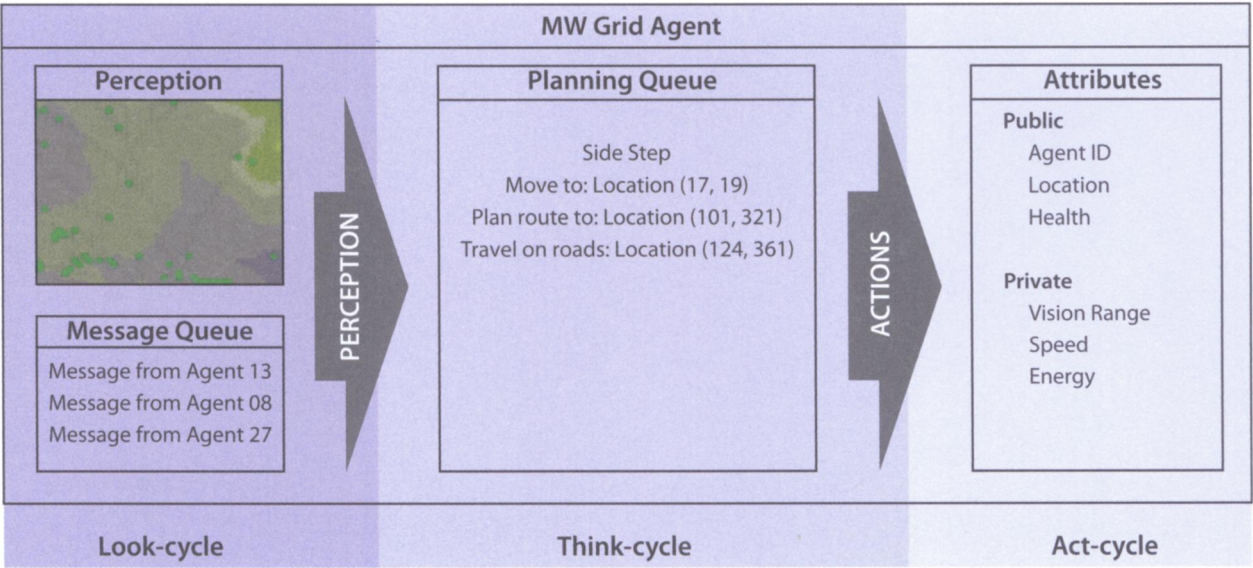 MW Grid Agent
Perception
Message Queue
Message from Agent 13
Message from Agent 08
Message from Agent 27
PERCEPTION
Planning Queue
Side Step
Move to: Location (17, 19)
Plan route to: Location (101, 321)
Travel on roads: Location (124, 361)
ACTIONS
Attributes
Public
Agent ID
Location
Health
Private
Vision Range
Speed
Energy
Look-cycle
Think-cycle
Act-cycle